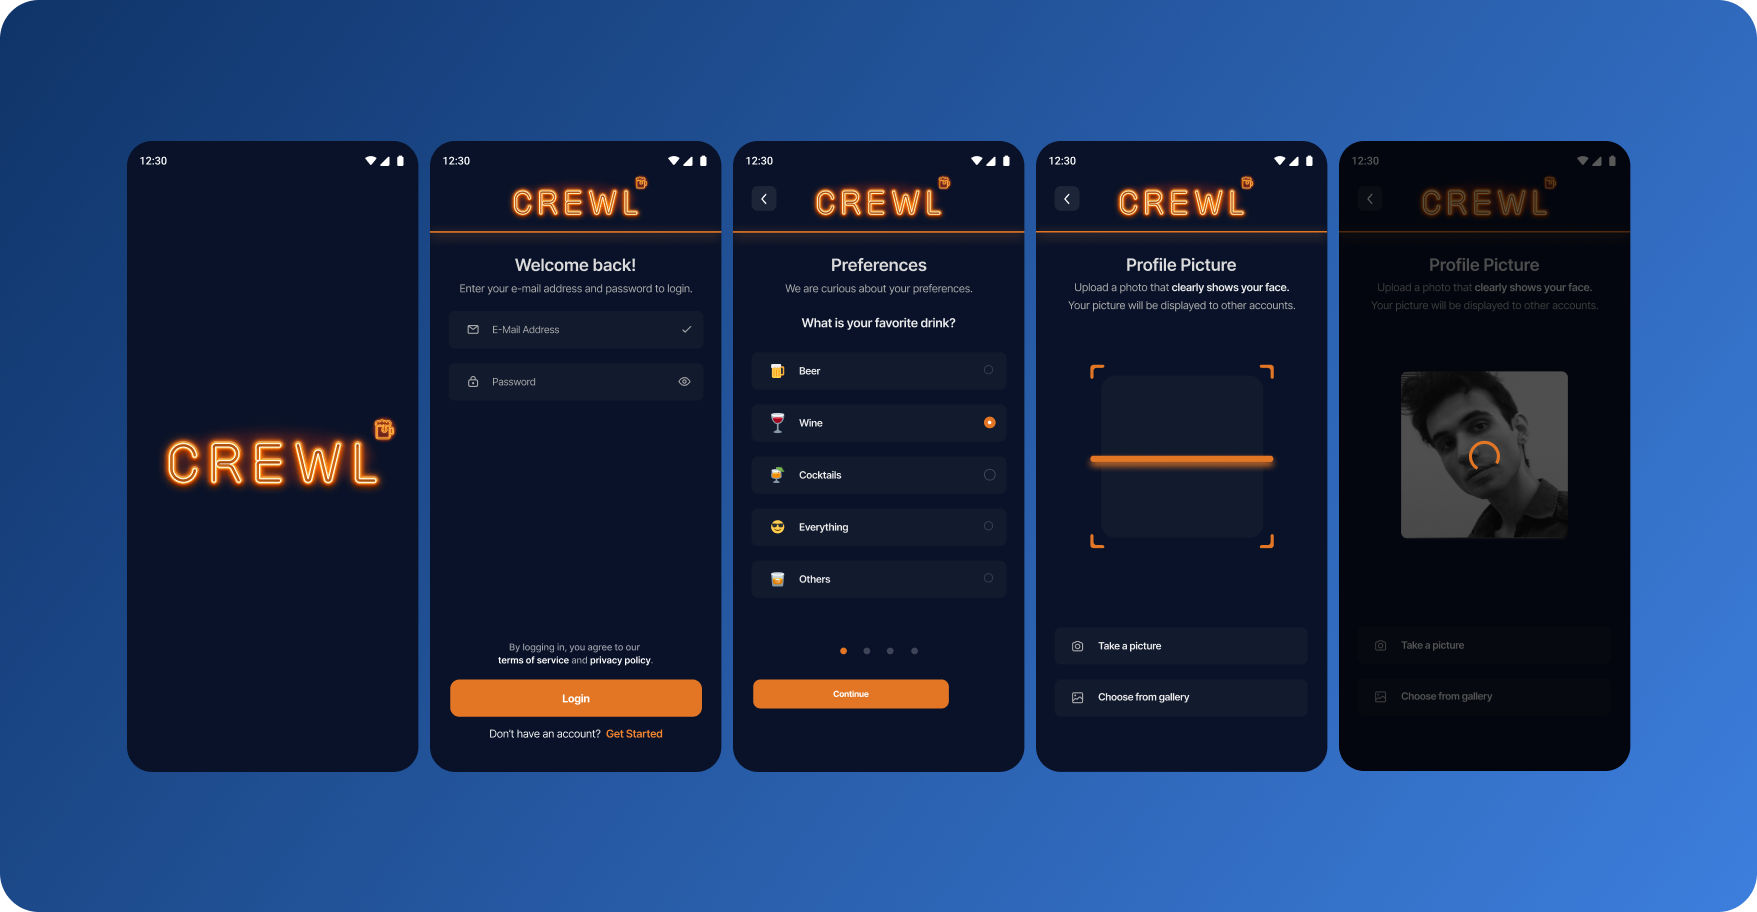 12:30
CREWL
12:30
CREWL
Welcome back!
Enter your e-mail address and password to login.
E-Mail Address
Password
By logging in, you agree to our
terms of service and privacy policy.
Login
Don't have an account? Get Started
12:30
CREWL
Preferences
We are curious about your preferences.
What is your favorite drink?
Beer
Wine
Cocktails
Everything
Others
Continue
12:30
CREWL
Profile Picture
Upload a photo that clearly shows your face.
Your picture will be displayed to other accounts.
Take a picture
Choose from gallery
12:30
CREWL
Profile Picture
Upload a photo that clearly shows your face.
Your picture will be displayed to other accounts.
Take a picture
Choose from gallery